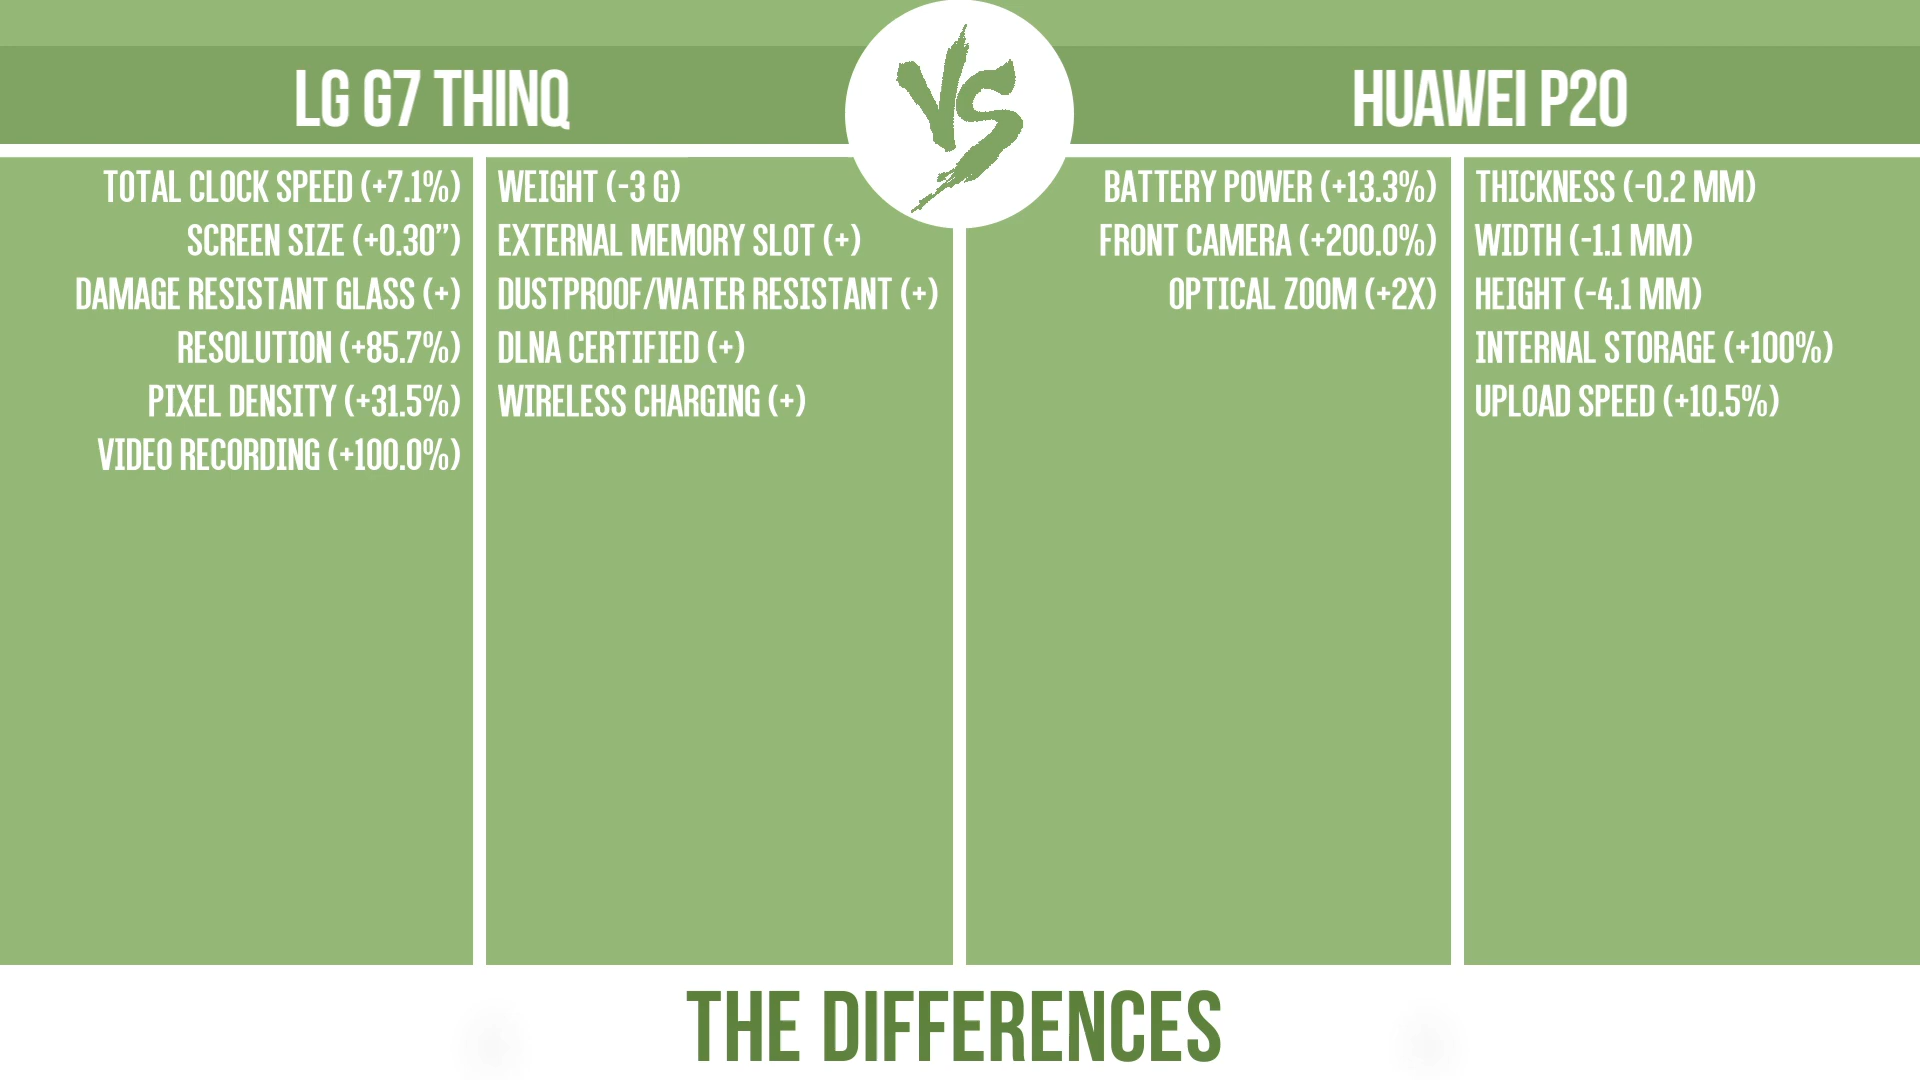 LG G7 THINQ
VS
HUAWEI P20
TOTAL CLOCK SPEED (+7.1%)
SCREEN SIZE (+0.30”)
DAMAGE RESISTANT GLASS (+)
RESOLUTION (+85.7%)
PIXEL DENSITY (+31.5%)
VIDEO RECORDING (+100.0%)
WEIGHT (-3 G)
EXTERNAL MEMORY SLOT (+)
DUSTPROOF/WATER RESISTANT (+)
DLNA CERTIFIED (+)
WIRELESS CHARGING (+)
BATTERY POWER (+13.3%)
FRONT CAMERA (+200.0%)
OPTICAL ZOOM (+2X)
THICKNESS (-0.2 MM)
WIDTH (-1.1 MM)
HEIGHT (-4.1 MM)
INTERNAL STORAGE (+100%)
UPLOAD SPEED (+10.5%)
THE DIFFERENCES